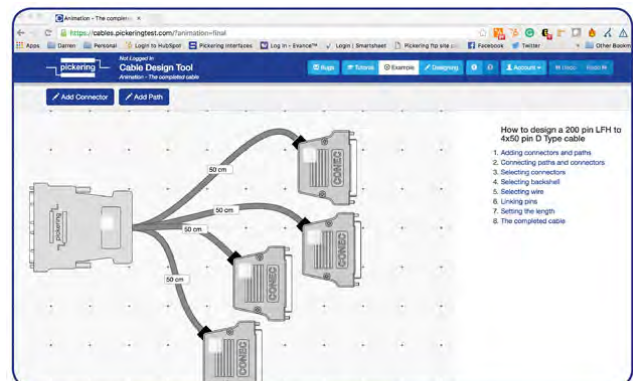 Animation - The complete
https://cables.pickeringtest.com/?animation=final
Apps Darren Personal Login to HubSpot Pickering Interfaces Log in - Exance™ Login | Smartsheet Pickering ftp site Facebook Twitter Other Bookm
pickering
Not Logged In
Cable Design Tool
Animation - The completed cable
Bugs Tutorial Example Designing Account
Add Connector Add Path
How to design a 200 pin LFH to
4x50 pin D Type cable
1. Adding connectors and paths
2. Connecting paths and connectors
3. Selecting connectors
4. Selecting backshell
5. Selecting wire
6. Linking pins
7. Setting the length
8. The completed cable
50 cm
CONEC
50 cm
pickering
50 cm
CONEC
CONEC
50 cm
CONEC